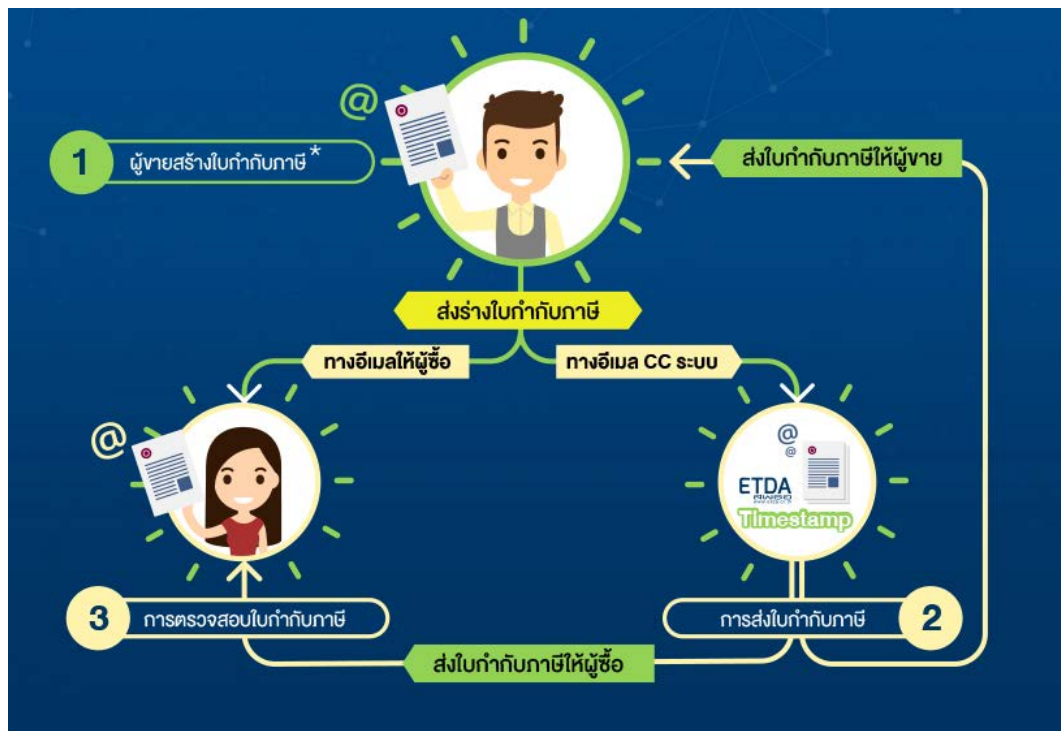 @
1
ผู้ขายสร้างใบกำกับภาษี*
ส่งใบกำกับภาษีให้ผู้ขาย
ส่งร่างใบกำกับภาษี
ทางอีเมลให้ผู้ซื้อ
ทางอีเมล CC ระบบ
@
@
@
ETDA
Timestamp
3
การตรวจสอบใบกำกับภาษี
การส่งใบกำกับภาษี
2
ส่งใบกำกับภาษีให้ผู้ซื้อ